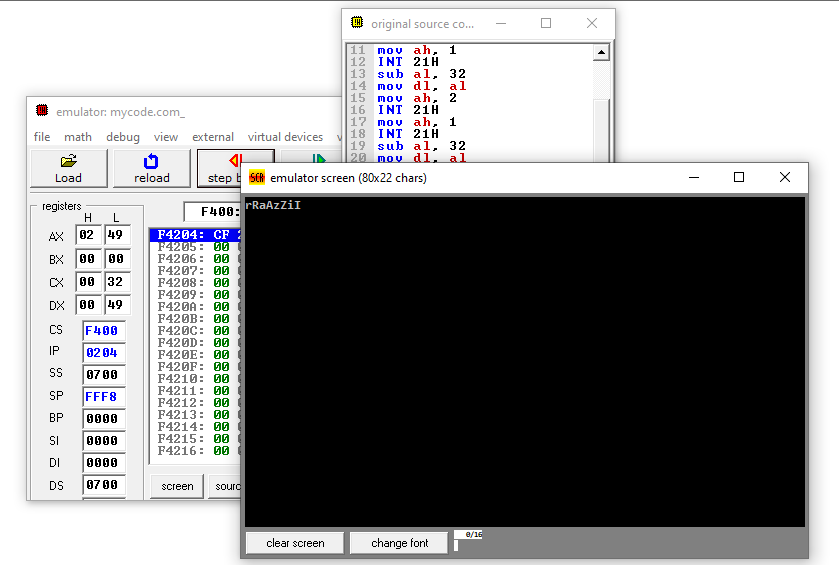 original source co...
11 mov ah, 1
12 INT 21H
13 sub al, 32
14 mov dl, al
15 mov ah, 2
16 INT 21H
17 mov ah, 1
18 INT 21H
19 sub al, 32
20 mov dl, al
emulator: mycode.com_
file math debug view external virtual devices
Load reload step b
registers
H L
F400:
AX 02 49
BX 00 00
CX 00 32
DX 00 49
CS F400
IP 0204
SS 0700
SP FFF8
BP 0000
SI 0000
DI 0000
DS 0700
F4204: CF
F4205: 00
F4206: 00
F4207: 00
F4208: 00
F4209: 00
F420A: 00
F420B: 00
F420C: 00
F420D: 00
F420E: 00
F420F: 00
F4210: 00
F4211: 00
F4212: 00
F4213: 00
F4214: 00
F4215: 00
F4216: 00
screen sourc
emulator screen (80x22 chars)
rRaAzZiI
clear screen change font 0/16